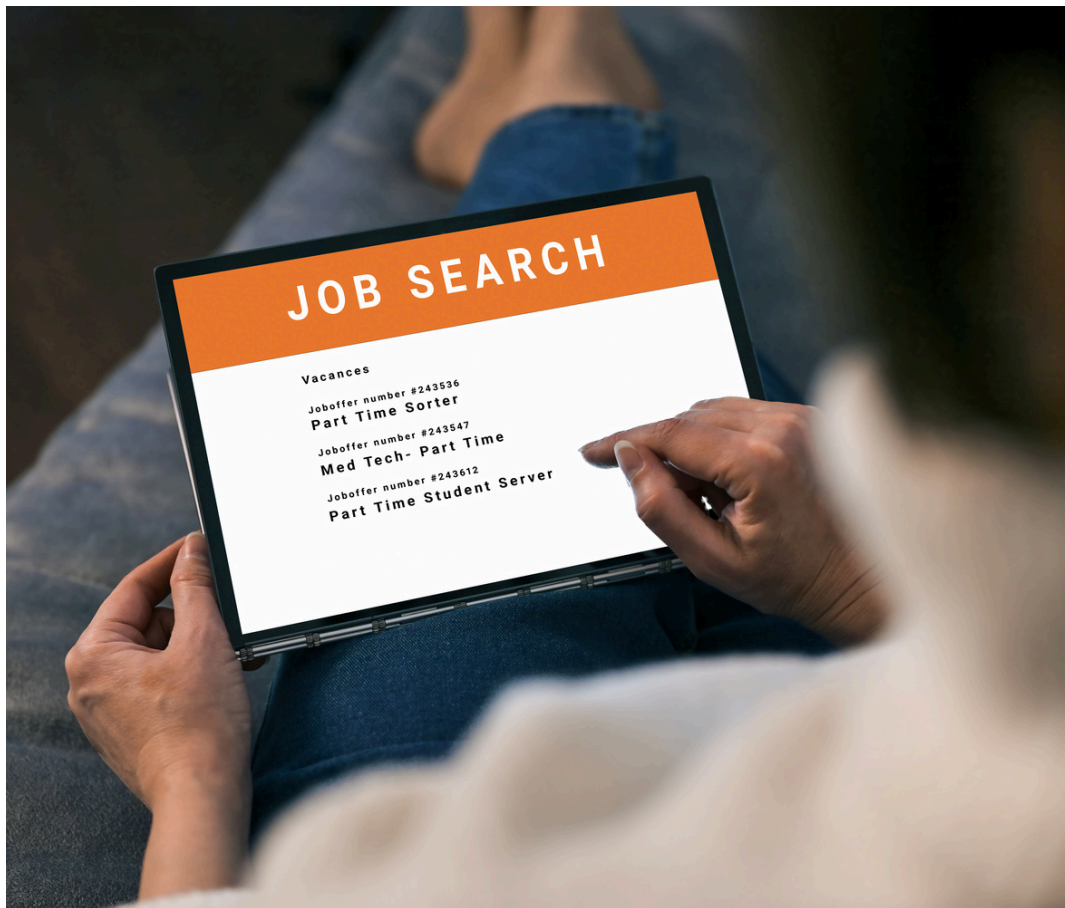 JOB SEARCH
Vacances
Joboffer number #243536
Part Time Sorter
Joboffer number #243547
Med Tech- Part Time
Joboffer number #243612
Part Time Student Server